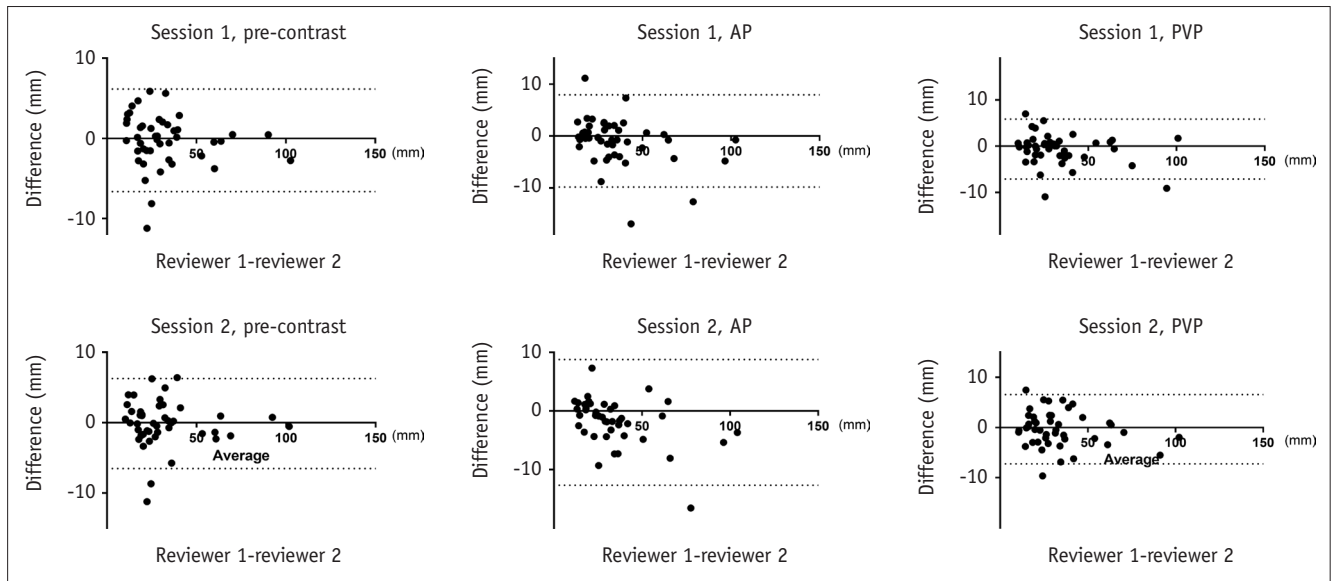 Session 1, pre-contrast
Difference (mm)
10
0
-10
50
100
150
(mm)
Reviewer 1-reviewer 2
Session 1, AP
Difference (mm)
10
0
-10
50
100
150
(mm)
Reviewer 1-reviewer 2
Session 1, PVP
Difference (mm)
10
0
-10
50
100
150
(mm)
Reviewer 1-reviewer 2
Session 2, pre-contrast
Difference (mm)
10
0
-10
50
100
150
(mm)
Average
Reviewer 1-reviewer 2
Session 2, AP
Difference (mm)
10
0
-10
50
100
150
(mm)
Reviewer 1-reviewer 2
Session 2, PVP
Difference (mm)
10
0
-10
50
100
150
(mm)
Average
Reviewer 1-reviewer 2